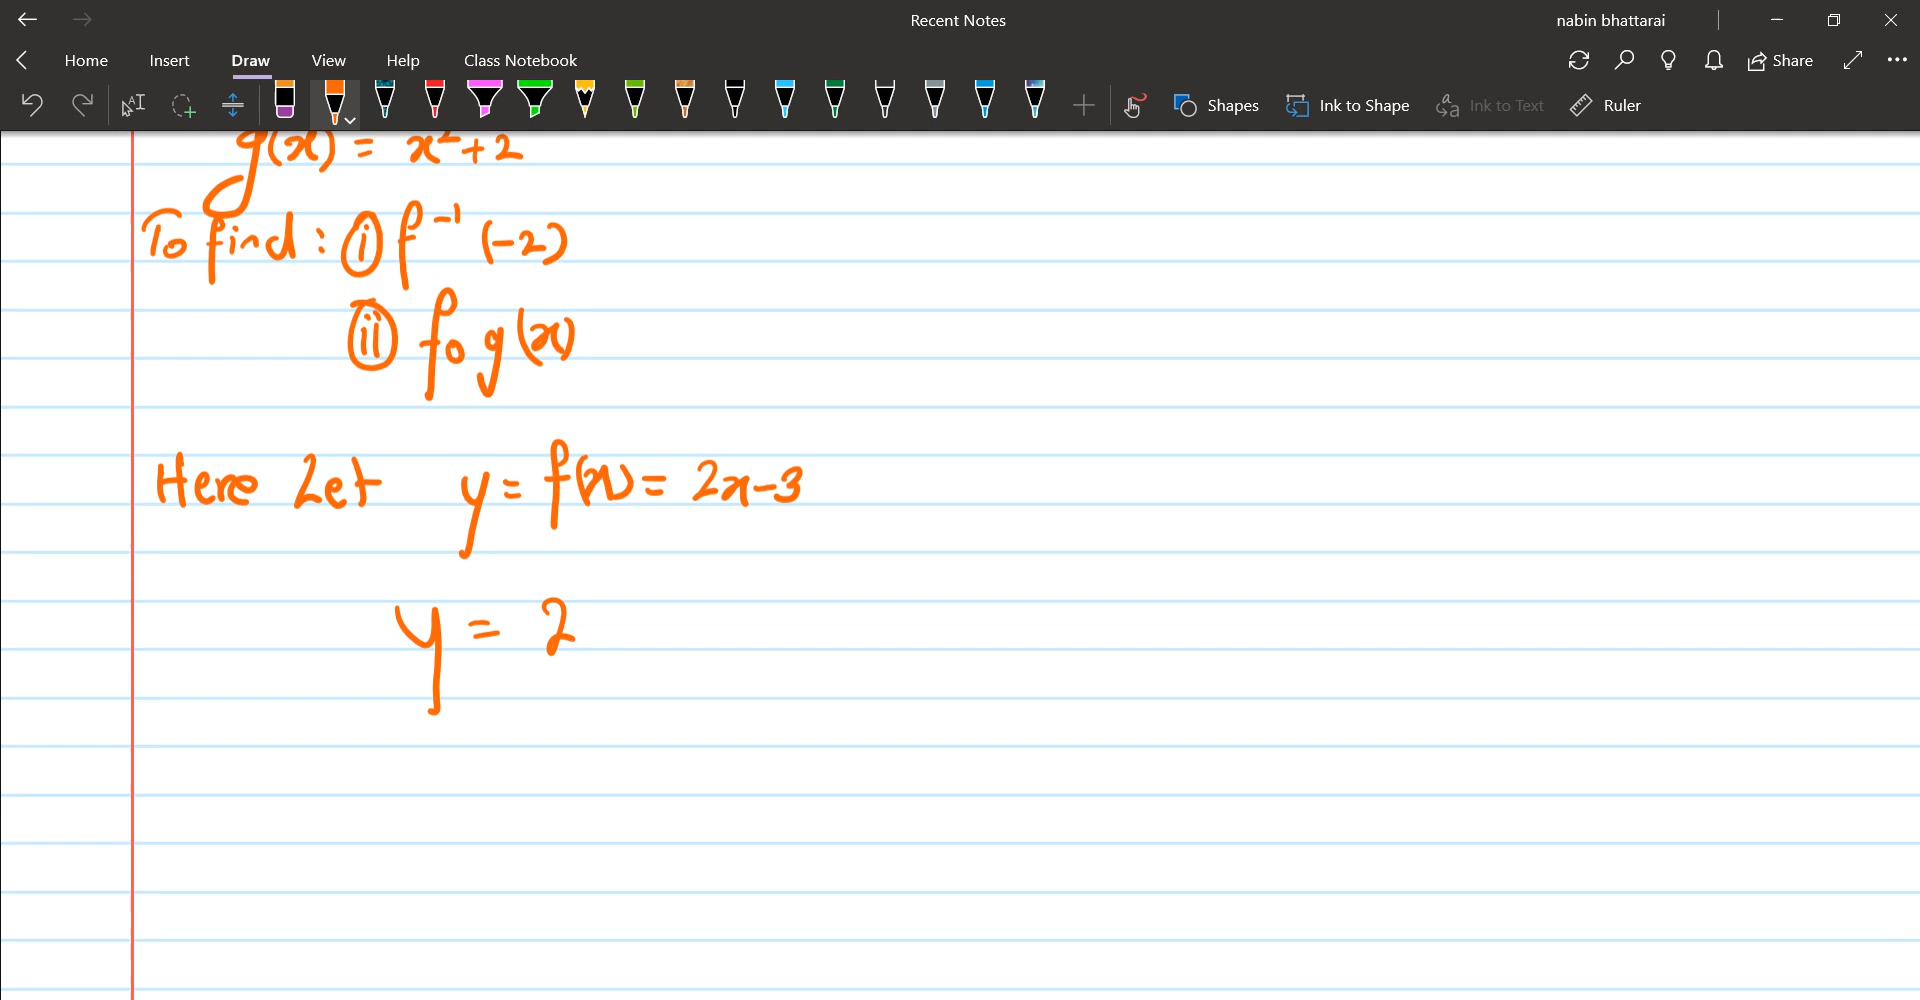 Recent Notes
nabin bhattarai
Home Insert Draw View Help Class Notebook
Share
Shapes Ink to Shape Ink to Text Ruler
g(x) = x²+2
To find : (i) f⁻¹ (-2)
(ii) fog(x)
Here Let y = f(x) = 2x-3
y = 2